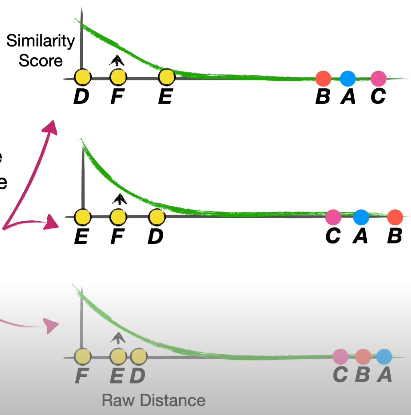 Similarity
Score
D F E B A C
e
e
E F D C A B
F E D C B A
Raw Distance